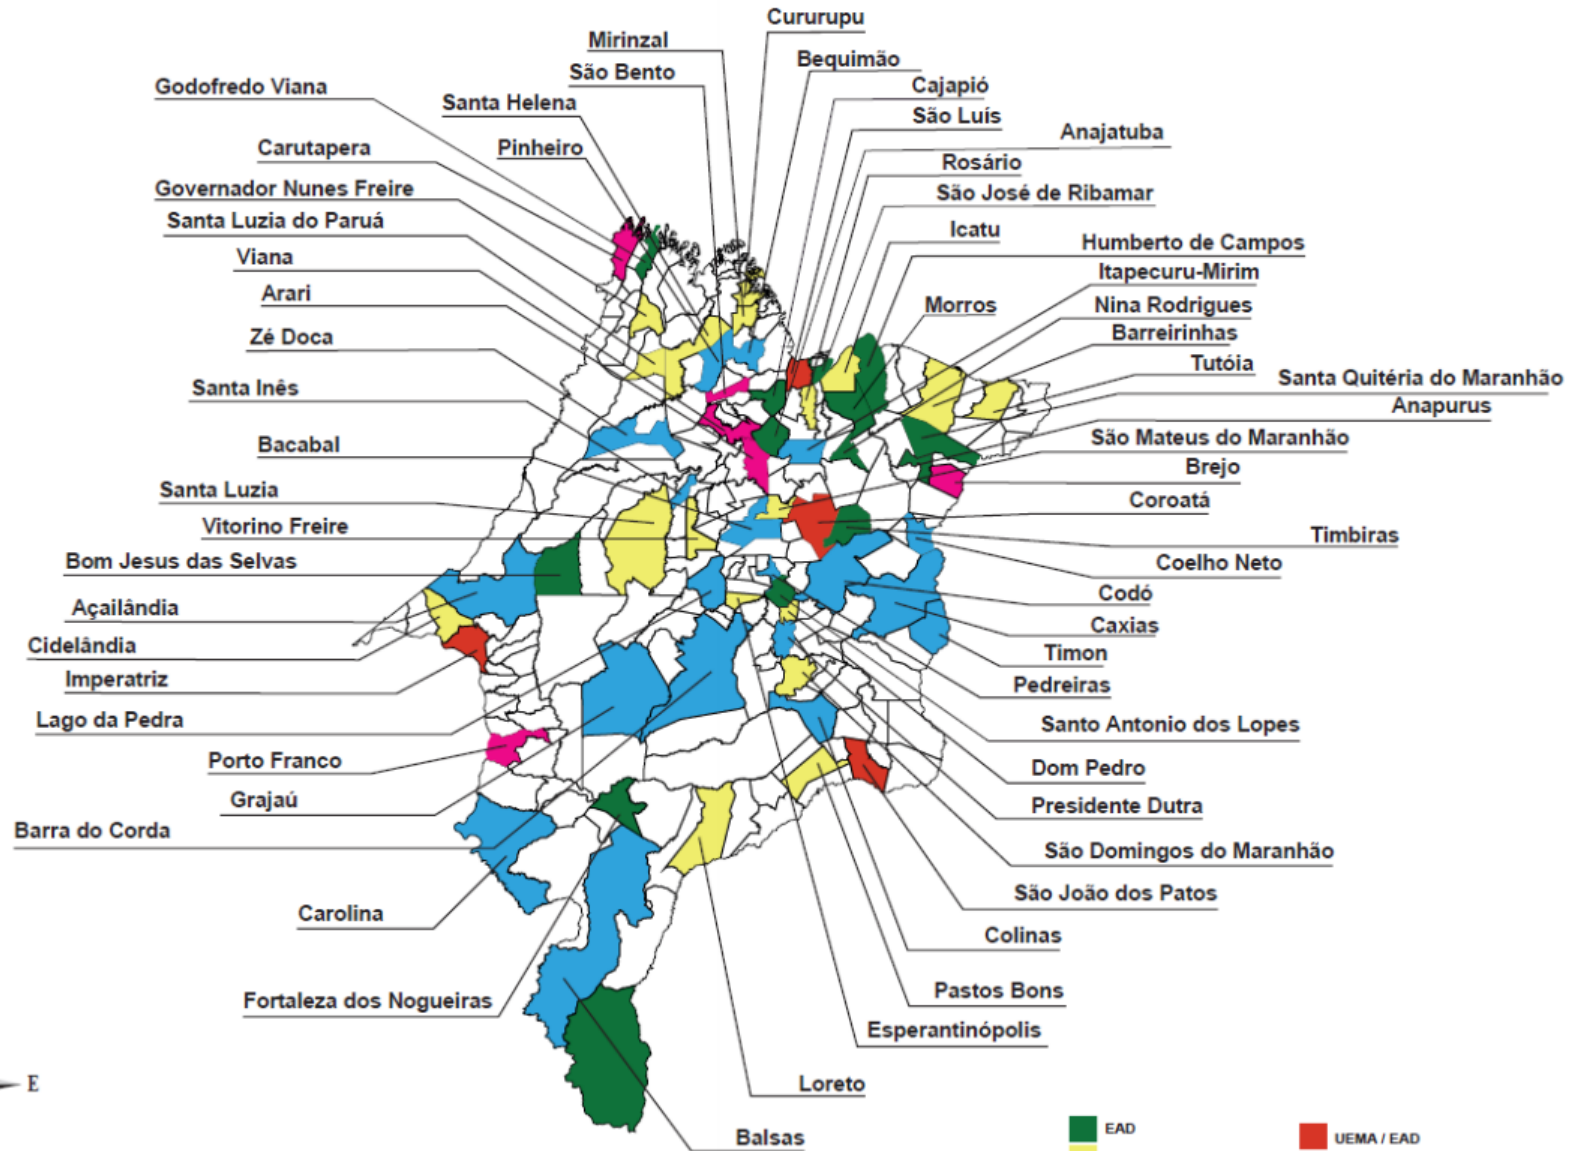 Cururupu
Mirinzal
Bequimão
São Bento
Cajapió
Godofredo Viana
Santa Helena
São Luís
Anajatuba
Carutapera
Pinheiro
Rosário
Governador Nunes Freire
São José de Ribamar
Santa Luzia do Paruá
Icatu
Humberto de Campos
Viana
Itapecuru-Mirim
Arari
Morros
Nina Rodrigues
Zé Doca
Barreirinhas
Tutóia
Santa Quitéria do Maranhão
Santa Inês
Anapurus
Bacabal
São Mateus do Maranhão
Brejo
Santa Luzia
Coroatá
Vitorino Freire
Timbiras
Bom Jesus das Selvas
Coelho Neto
Codó
Açailândia
Caxias
Cidelândia
Timon
Imperatriz
Pedreiras
Lago da Pedra
Santo Antonio dos Lopes
Porto Franco
Dom Pedro
Grajaú
Presidente Dutra
Barra do Corda
São Domingos do Maranhão
São João dos Patos
Carolina
Colinas
Fortaleza dos Nogueiras
Pastos Bons
Esperantinópolis
E
Loreto
Balsas
EAD
UEMA / EAD